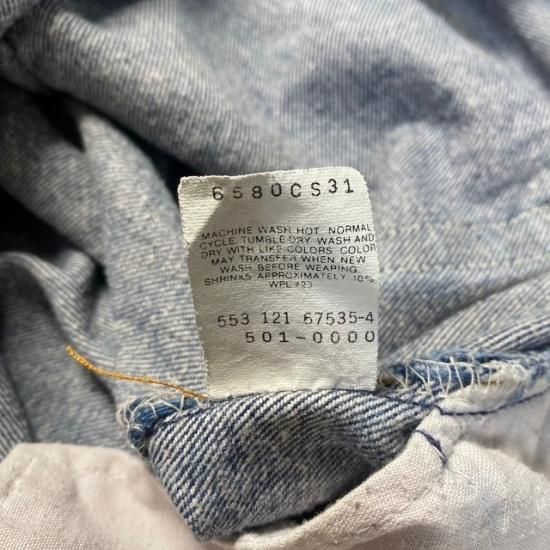 6580CS31
MACHINE WASH HOT. NORMAL
CYCLE. TUMBLE DRY WASH AND
DRY WITH LIKE COLORS. COLOR
MAY TRANSFER WHEN NEW
WASH BEFORE WEARING.
SHRINKS APPROXIMATELY 10%
WPL 423
553 121 67535-4
501-0000